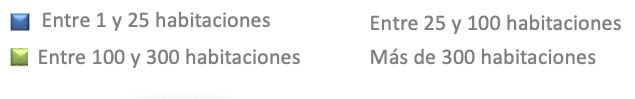 Entre 1 y 25 habitaciones
Entre 25 y 100 habitaciones
Entre 100 y 300 habitaciones
Más de 300 habitaciones